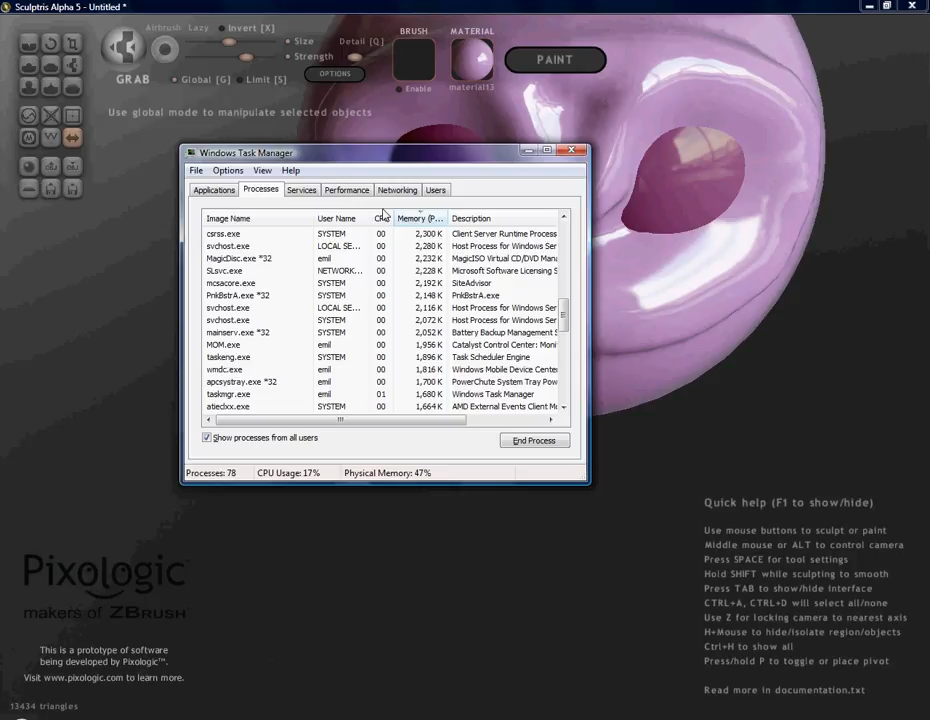 Sculptris Alpha 5 - Untitled *
Airbrush Lazy Invert [X]
Size Detail [Q]
Strength
GRAB Global [G] Limit [S] OPTIONS
BRUSH
Enable
MATERIAL
material13
PAINT
Use global mode to manipulate selected objects
Windows Task Manager
File Options View Help
Applications Processes Services Performance Networking Users
Image Name User Name Memory (P... Description
csrss.exe SYSTEM 00 2,300 K Client Server Runtime Process
svchost.exe LOCAL SE... 00 2,280 K Host Process for Windows Ser
MagicDisc.exe *32 emil 00 2,232 K MagicISO Virtual CD/DVD Mana
SLsvc.exe NETWORK... 00 2,228 K Microsoft Software Licensing S
mcsacore.exe SYSTEM 00 2,192 K SiteAdvisor
PnkBstrA.exe *32 SYSTEM 00 2,148 K PnkBstrA.exe
svchost.exe LOCAL SE... 00 2,116 K Host Process for Windows Ser
svchost.exe SYSTEM 00 2,072 K Host Process for Windows Ser
mainserv.exe *32 SYSTEM 00 2,052 K Battery Backup Management S
MOM.exe emil 00 1,956 K Catalyst Control Center: Moni
taskeng.exe SYSTEM 00 1,896 K Task Scheduler Engine
wmdc.exe emil 00 1,816 K Windows Mobile Device Center
apcsystray.exe *32 emil 00 1,700 K PowerChute System Tray Pow
taskmgr.exe emil 01 1,680 K Windows Task Manager
atieclxx.exe SYSTEM 00 1,664 K AMD External Events Client Mo
Show processes from all users
End Process
Processes: 78 CPU Usage: 17% Physical Memory: 47%
Quick help (F1 to show/hide)
Use mouse buttons to sculpt or paint
Middle mouse or ALT to control camera
Press SPACE for tool settings
Hold SHIFT while sculpting to smooth
Press TAB to show/hide interface
CTRL+A, CTRL+D will select all/none
Use Z for locking camera to nearest axis
H+Mouse to hide/isolate region/objects
Ctrl+H to show all
Press/hold P to toggle or place pivot
Read more in documentation.txt
Pixologic
makers of ZBRUSH
This is a prototype of software
being developed by Pixologic™.
Visit www.pixologic.com to learn more.
13434 triangles